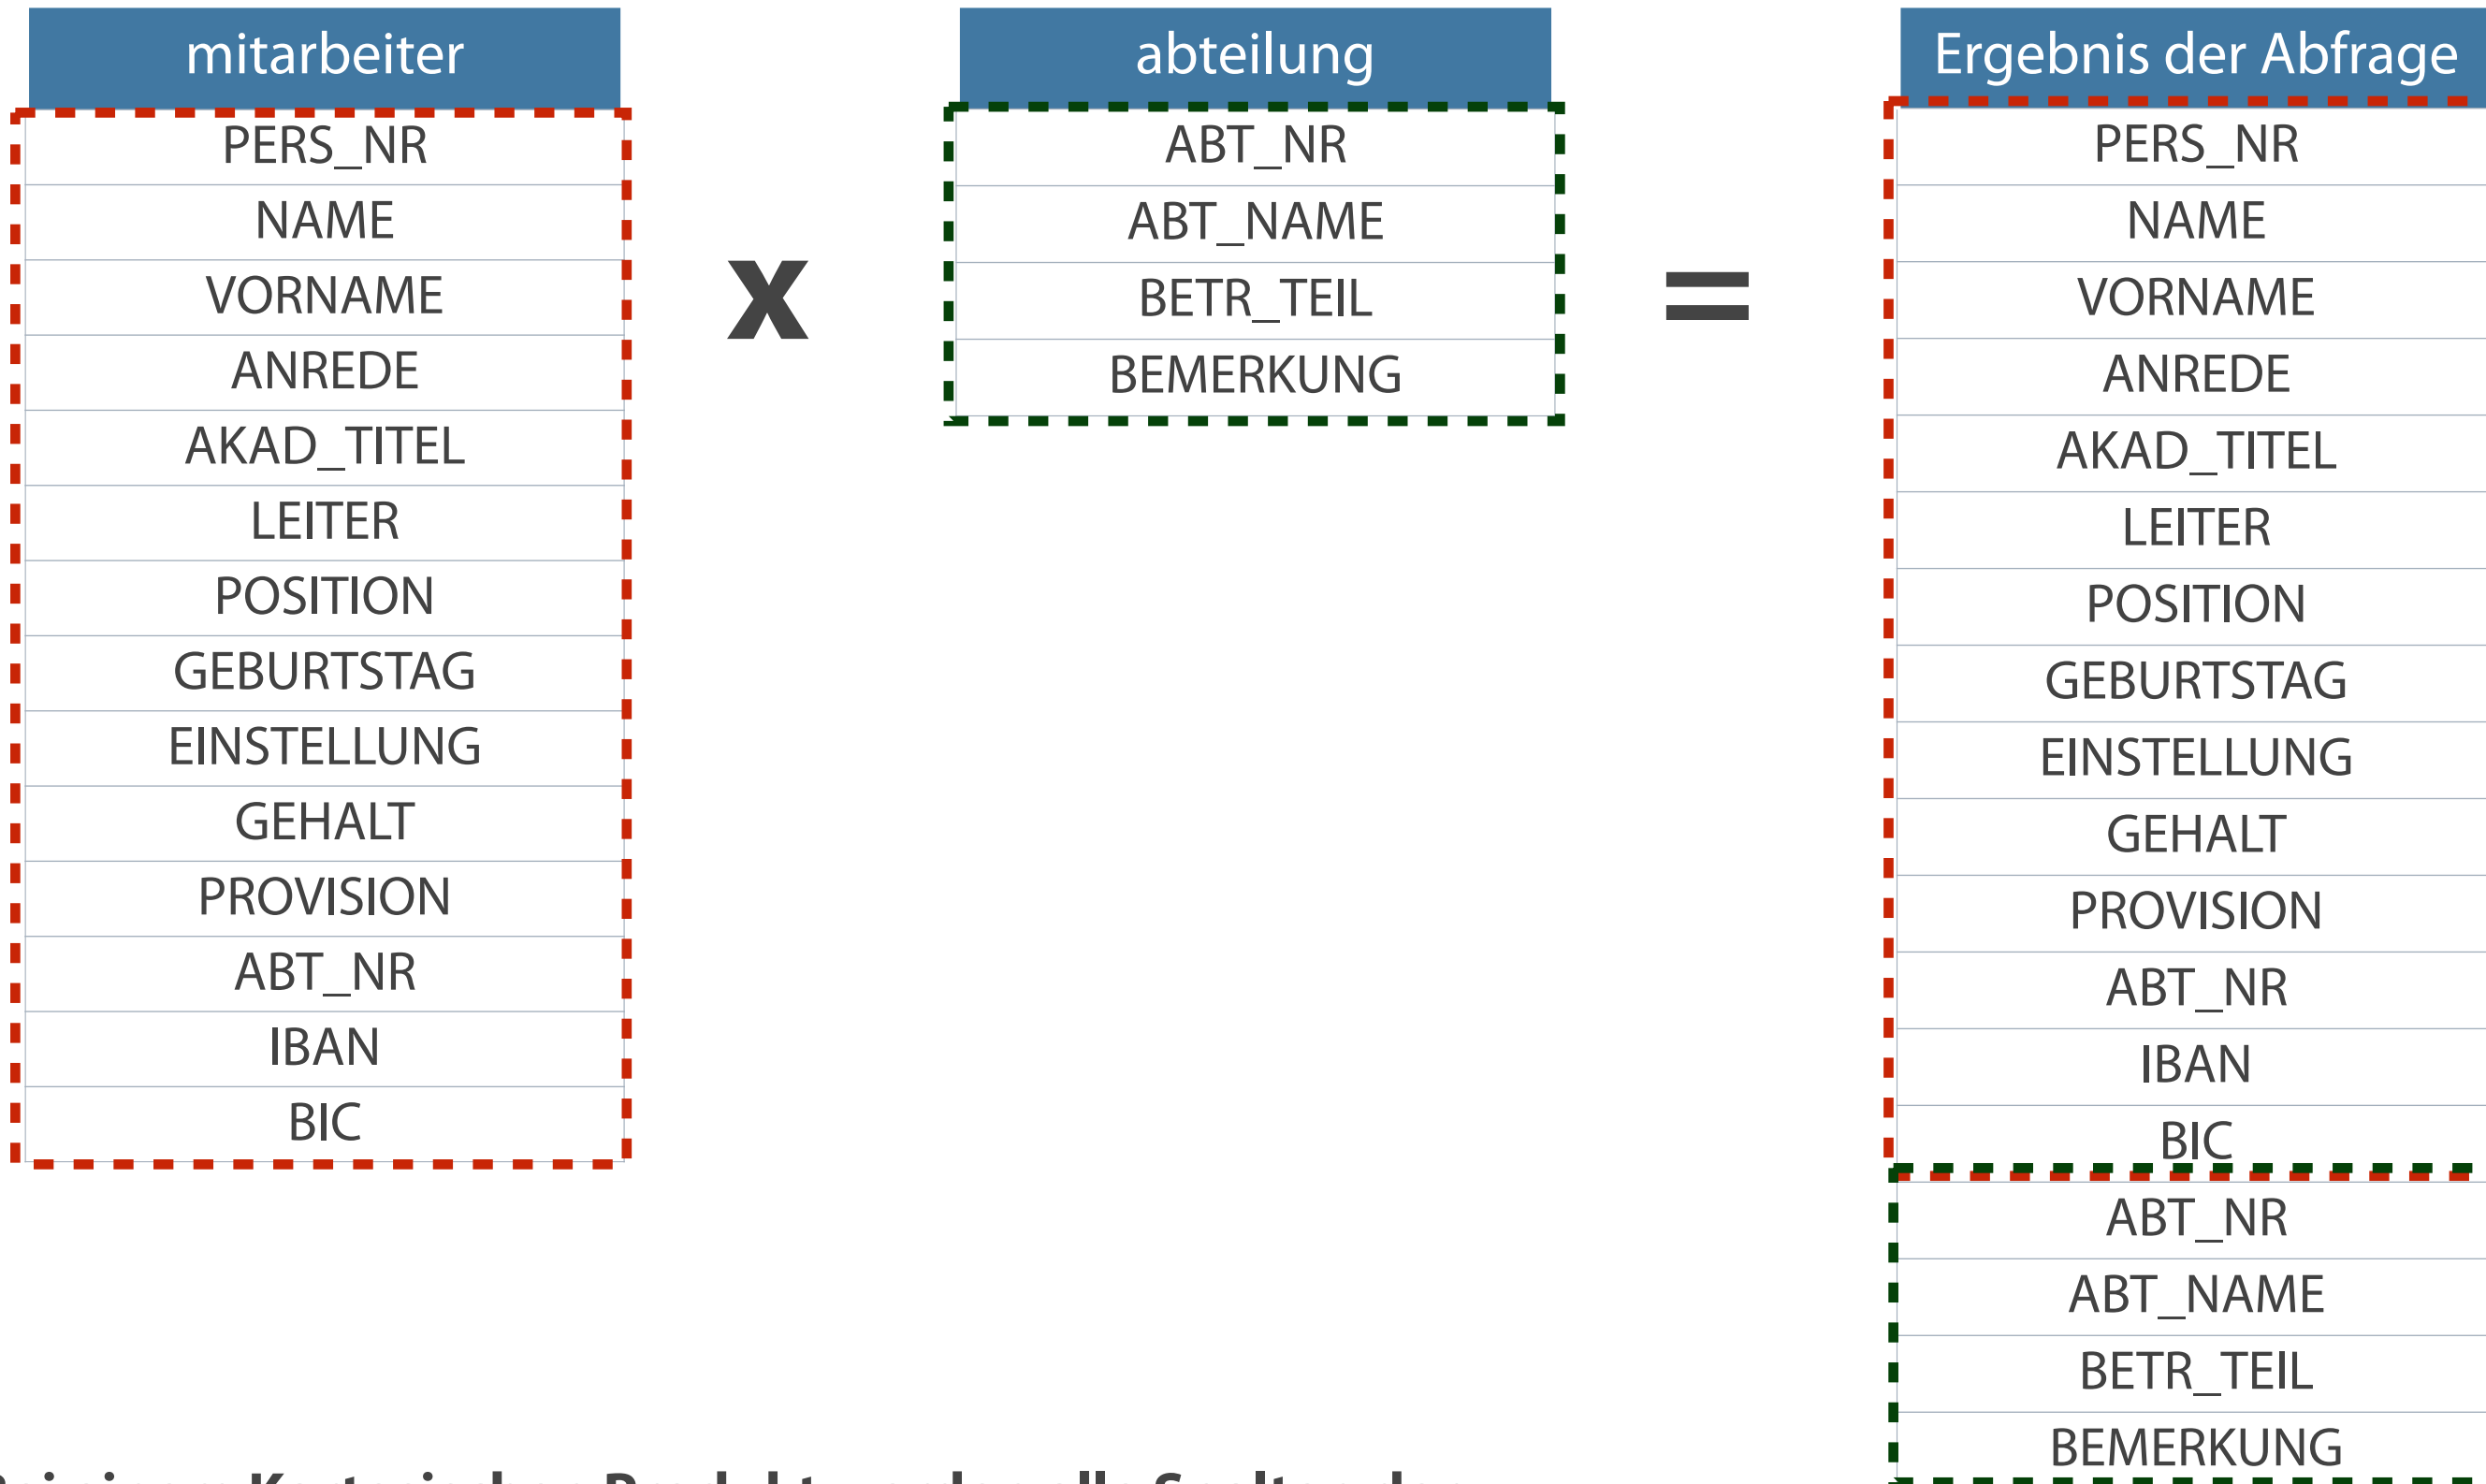 mitarbeiter
PERS_NR
NAME
VORNAME
ANREDE
AKAD_TITEL
LEITER
POSITION
GEBURTSTAG
EINSTELLUNG
GEHALT
PROVISION
ABT_NR
IBAN
BIC
x
abteilung
ABT_NR
ABT_NAME
BETR_TEIL
BEMERKUNG
=
Ergebnis der Abfrage
PERS_NR
NAME
VORNAME
ANREDE
AKAD_TITEL
LEITER
POSITION
GEBURTSTAG
EINSTELLUNG
GEHALT
PROVISION
ABT_NR
IBAN
BIC
ABT_NR
ABT_NAME
BETR_TEIL
BEMERKUNG